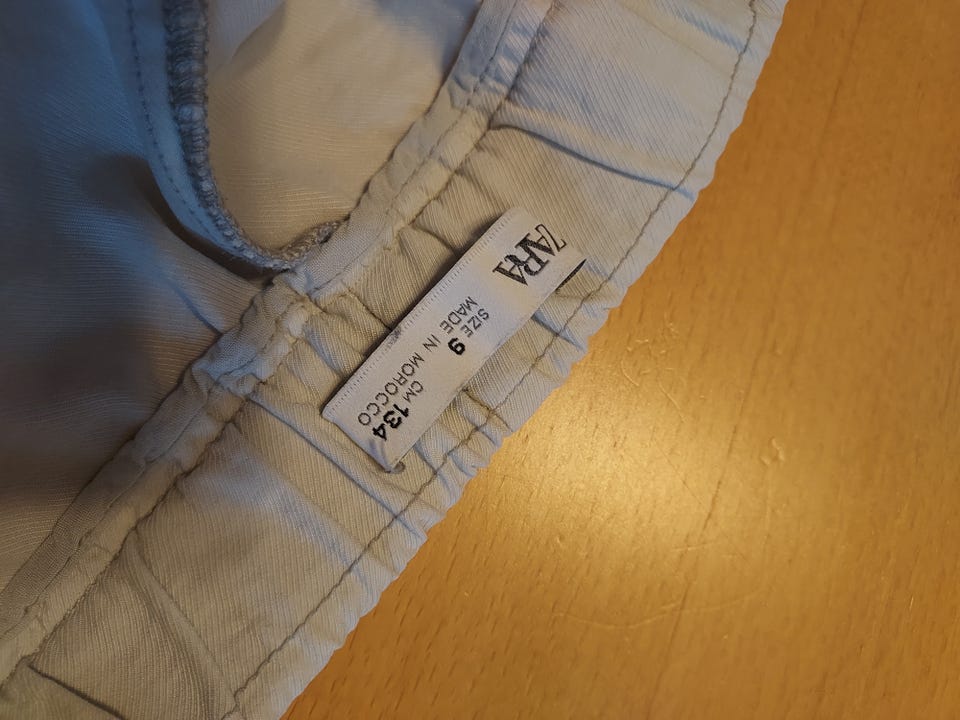 ZARA
SIZE 9 CM 134
MADE IN MOROCCO